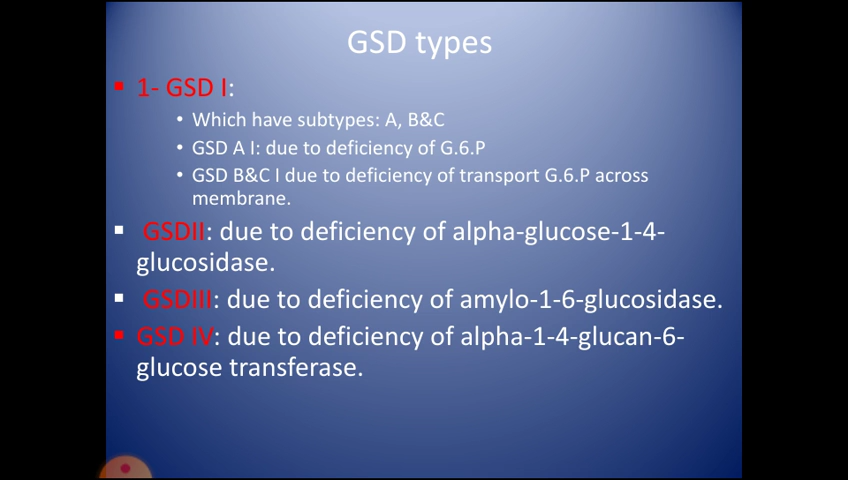 GSD types
1- GSD I:
Which have subtypes: A, B&C
GSD A I: due to deficiency of G.6.P
GSD B&C I due to deficiency of transport G.6.P across
membrane.
GSDII: due to deficiency of alpha-glucose-1-4-
glucosidase.
GSDIII: due to deficiency of amylo-1-6-glucosidase.
GSD IV: due to deficiency of alpha-1-4-glucan-6-
glucose transferase.